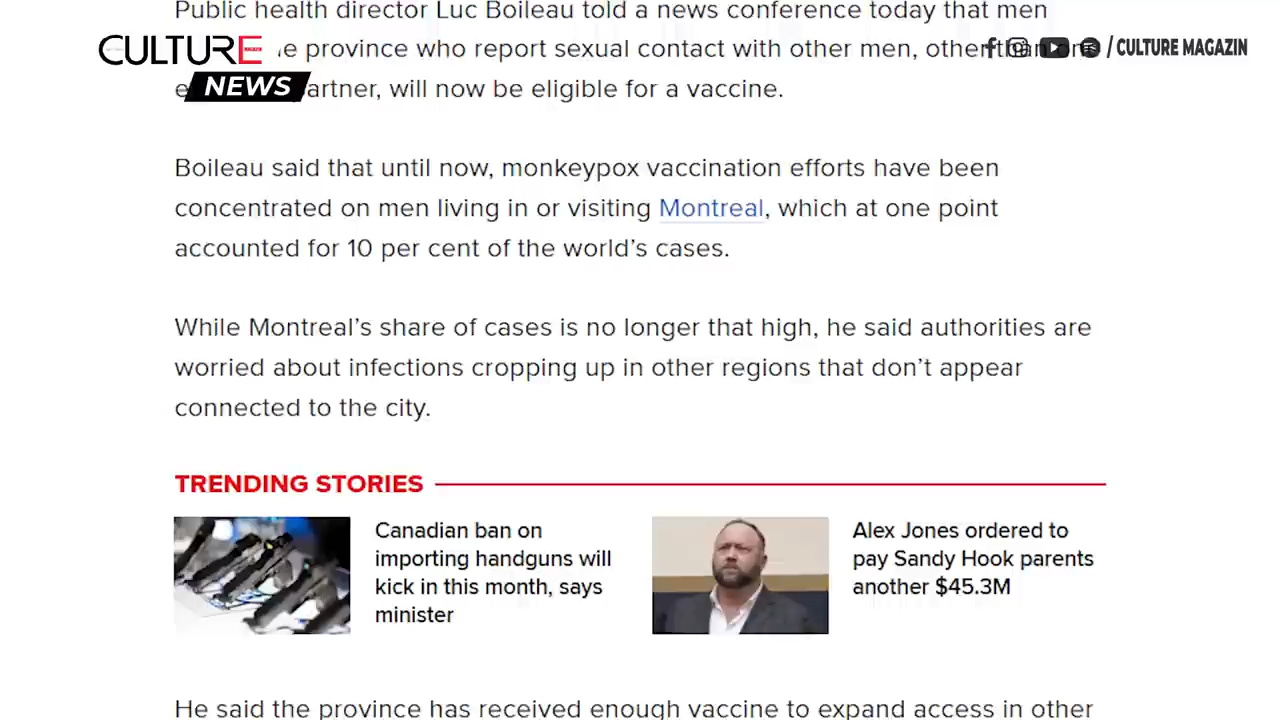 Public health director Luc Boileau told a news conference today that men
CULTURE
province who report sexual contact with other men, other than
/ CULTURE MAGAZIN
NEWS
will now be eligible for a vaccine.
Boileau said that until now, monkeypox vaccination efforts have been
concentrated on men living in or visiting Montreal, which at one point
accounted for 10 per cent of the world's cases.
While Montreal's share of cases is no longer that high, he said authorities are
worried about infections cropping up in other regions that don't appear
connected to the city.
TRENDING STORIES
Canadian ban on
importing handguns will
kick in this month, says
minister
Alex Jones ordered to
pay Sandy Hook parents
another $45.3M
He said the province has received enough vaccine to expand access in other